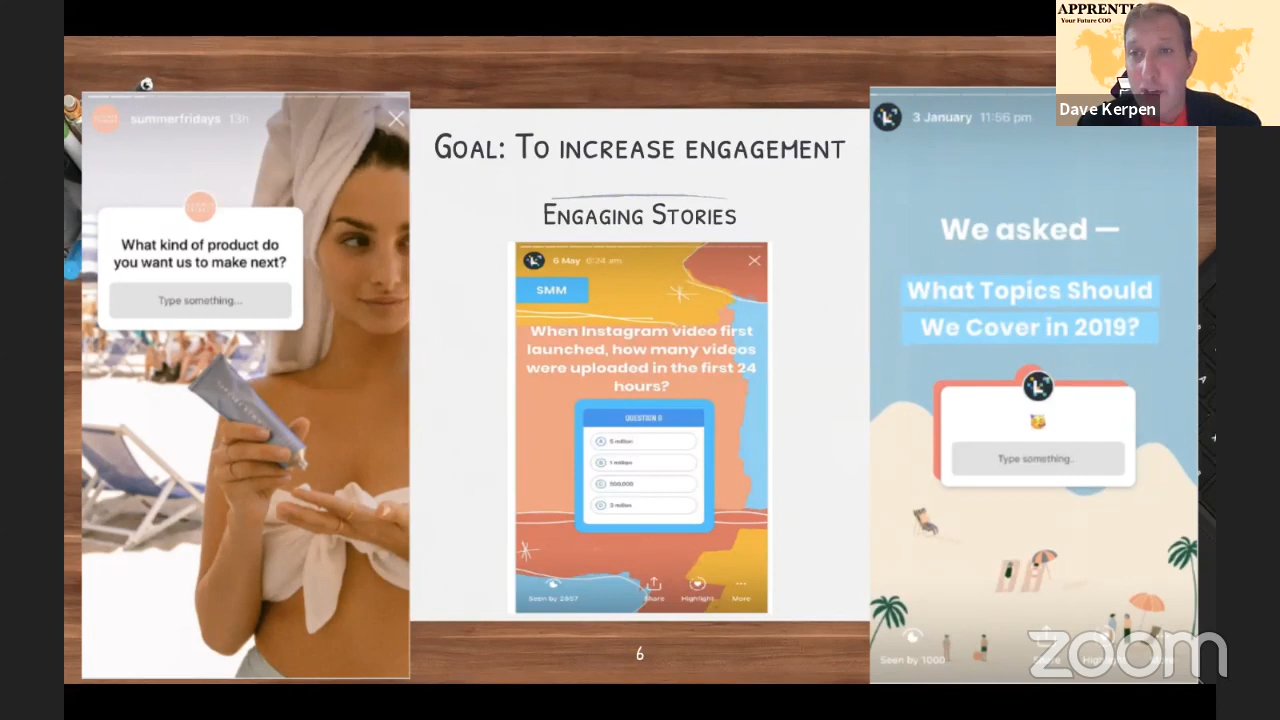 APPRENTI
Your Future COO
Dave Kerpen
summerfridays 13h
What kind of product do
you want us to make next?
Type something...
GOAL: TO INCREASE ENGAGEMENT
ENGAGING STORIES
6 May 6:24 am
SMM
When Instagram video first
launched, how many videos
were uploaded in the first 24
hours?
QUESTION 6
A 5 million
B 1 million
C 500,000
D 3 million
Seen by 2857
Share
Highlight
More
3 January 11:56 pm
We asked —
What Topics Should
We Cover in 2019?
Type something..
Seen by 1000
zoom
6